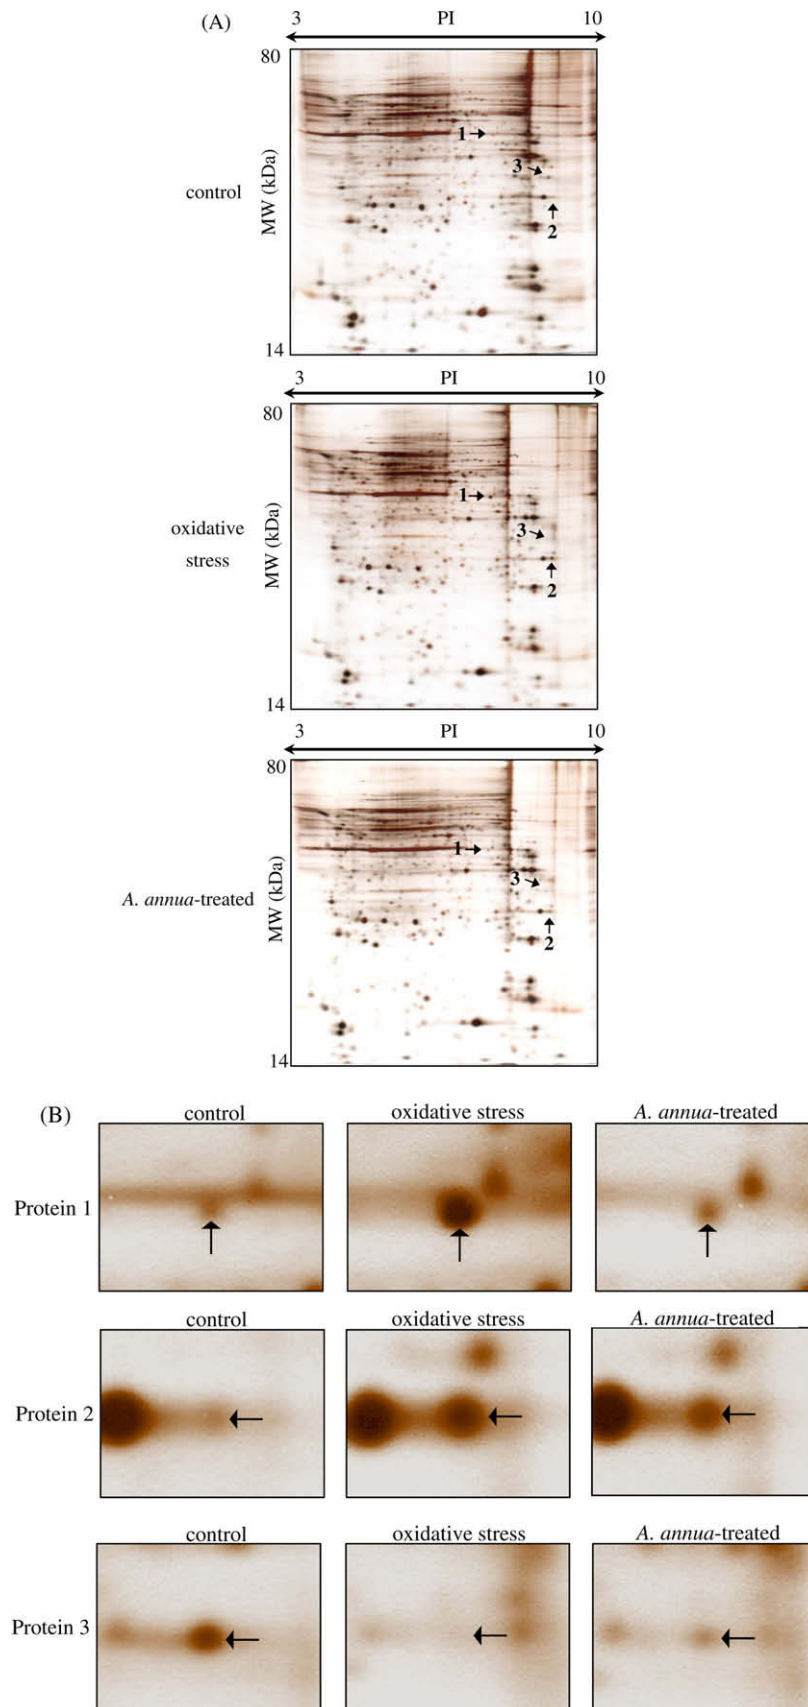 (A)
3 PI 10
80
1
3
control
MW (kDa)
2
14
3 PI 10
80
1
3
oxidative
stress
MW (kDa)
2
14
3 PI 10
80
1
3
A. annua-treated
MW (kDa)
2
14
(B)
control oxidative stress A. annua-treated
Protein 1
control oxidative stress A. annua-treated
Protein 2
control oxidative stress A. annua-treated
Protein 3